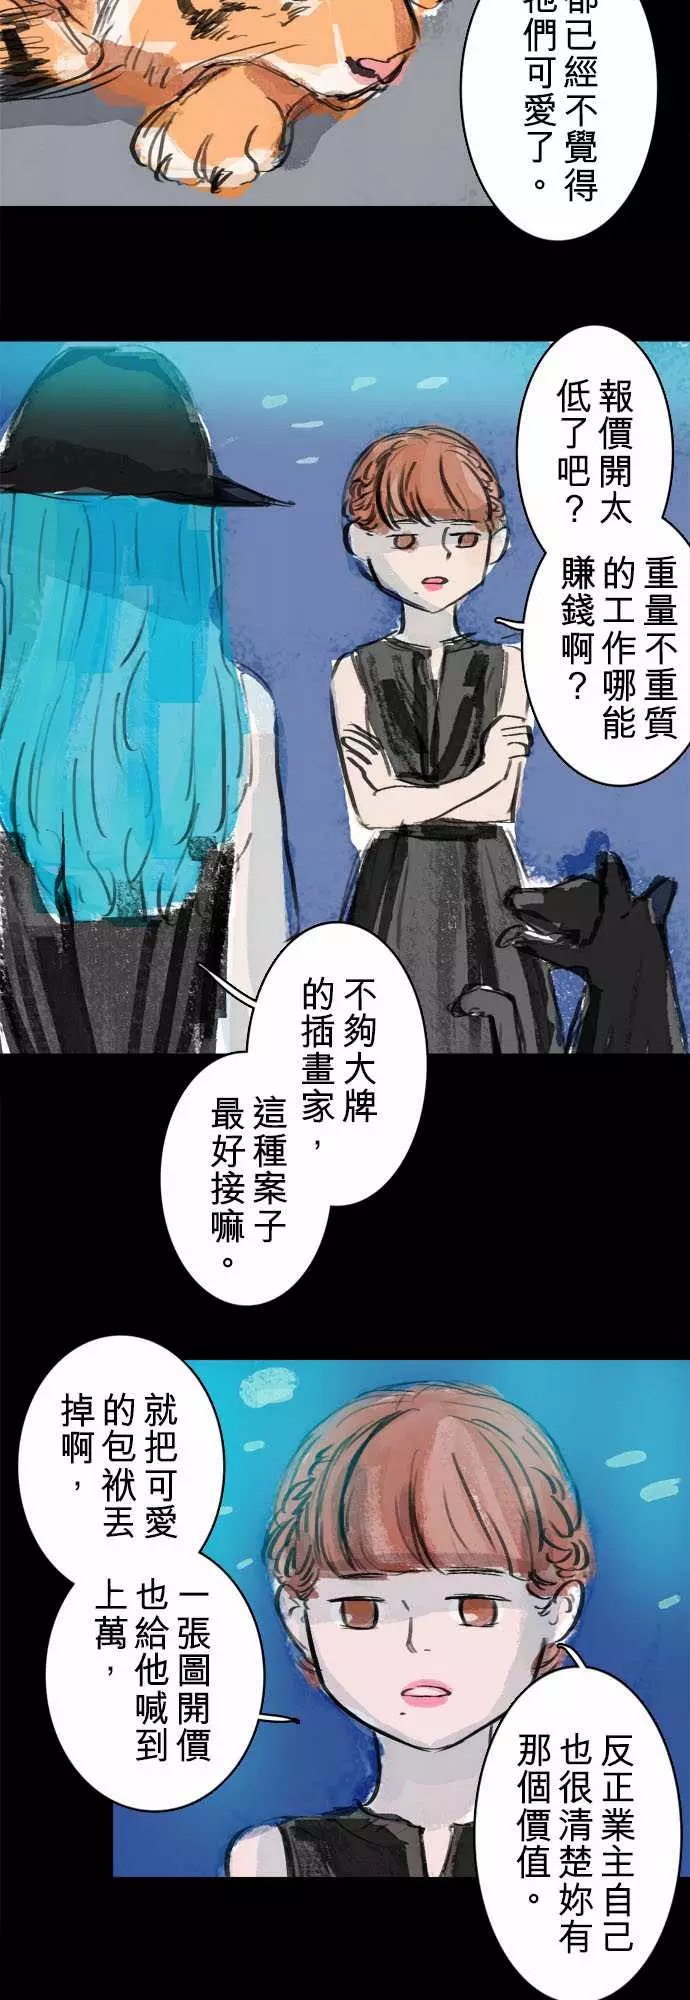 都已經不覺得
牠們可愛了。
報價開太
低了吧？
重量不重質
的工作哪能
賺錢啊？
不夠大牌
的插畫家，
這種案子
最好接嘛。
就把可愛
的包袱丟
掉啊，
一張圖開價
也給他喊到
上萬，
反正業主自己
也很清楚妳有
那個價值。